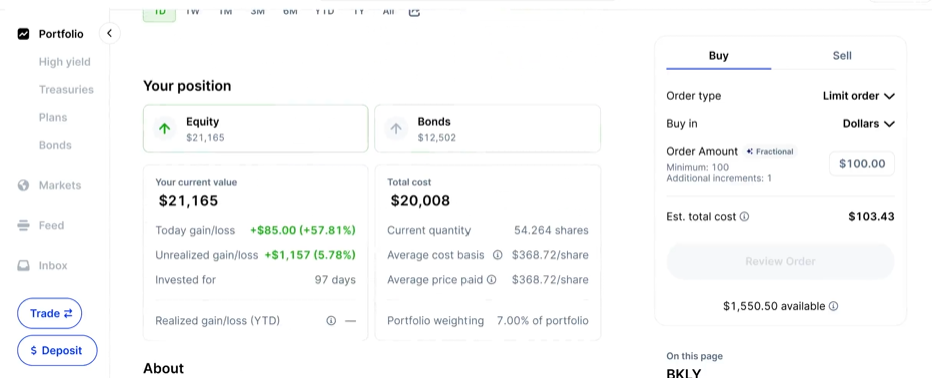 1D 1W 1M 3M 6M YTD 1Y All
Portfolio
High yield
Treasuries
Plans
Bonds
Markets
Feed
Inbox
Trade
$ Deposit
Your position
Equity
$21,165
Bonds
$12,502
Your current value
$21,165
Today gain/loss +$85.00 (+57.81%)
Unrealized gain/loss +$1,157 (5.78%)
Invested for 97 days
Realized gain/loss (YTD) —
Total cost
$20,008
Current quantity 54.264 shares
Average cost basis $368.72/share
Average price paid $368.72/share
Portfolio weighting 7.00% of portfolio
About
Buy Sell
Order type Limit order
Buy in Dollars
Order Amount Fractional
Minimum: 100
Additional increments: 1
$100.00
Est. total cost $103.43
Review Order
$1,550.50 available
On this page
BKLY